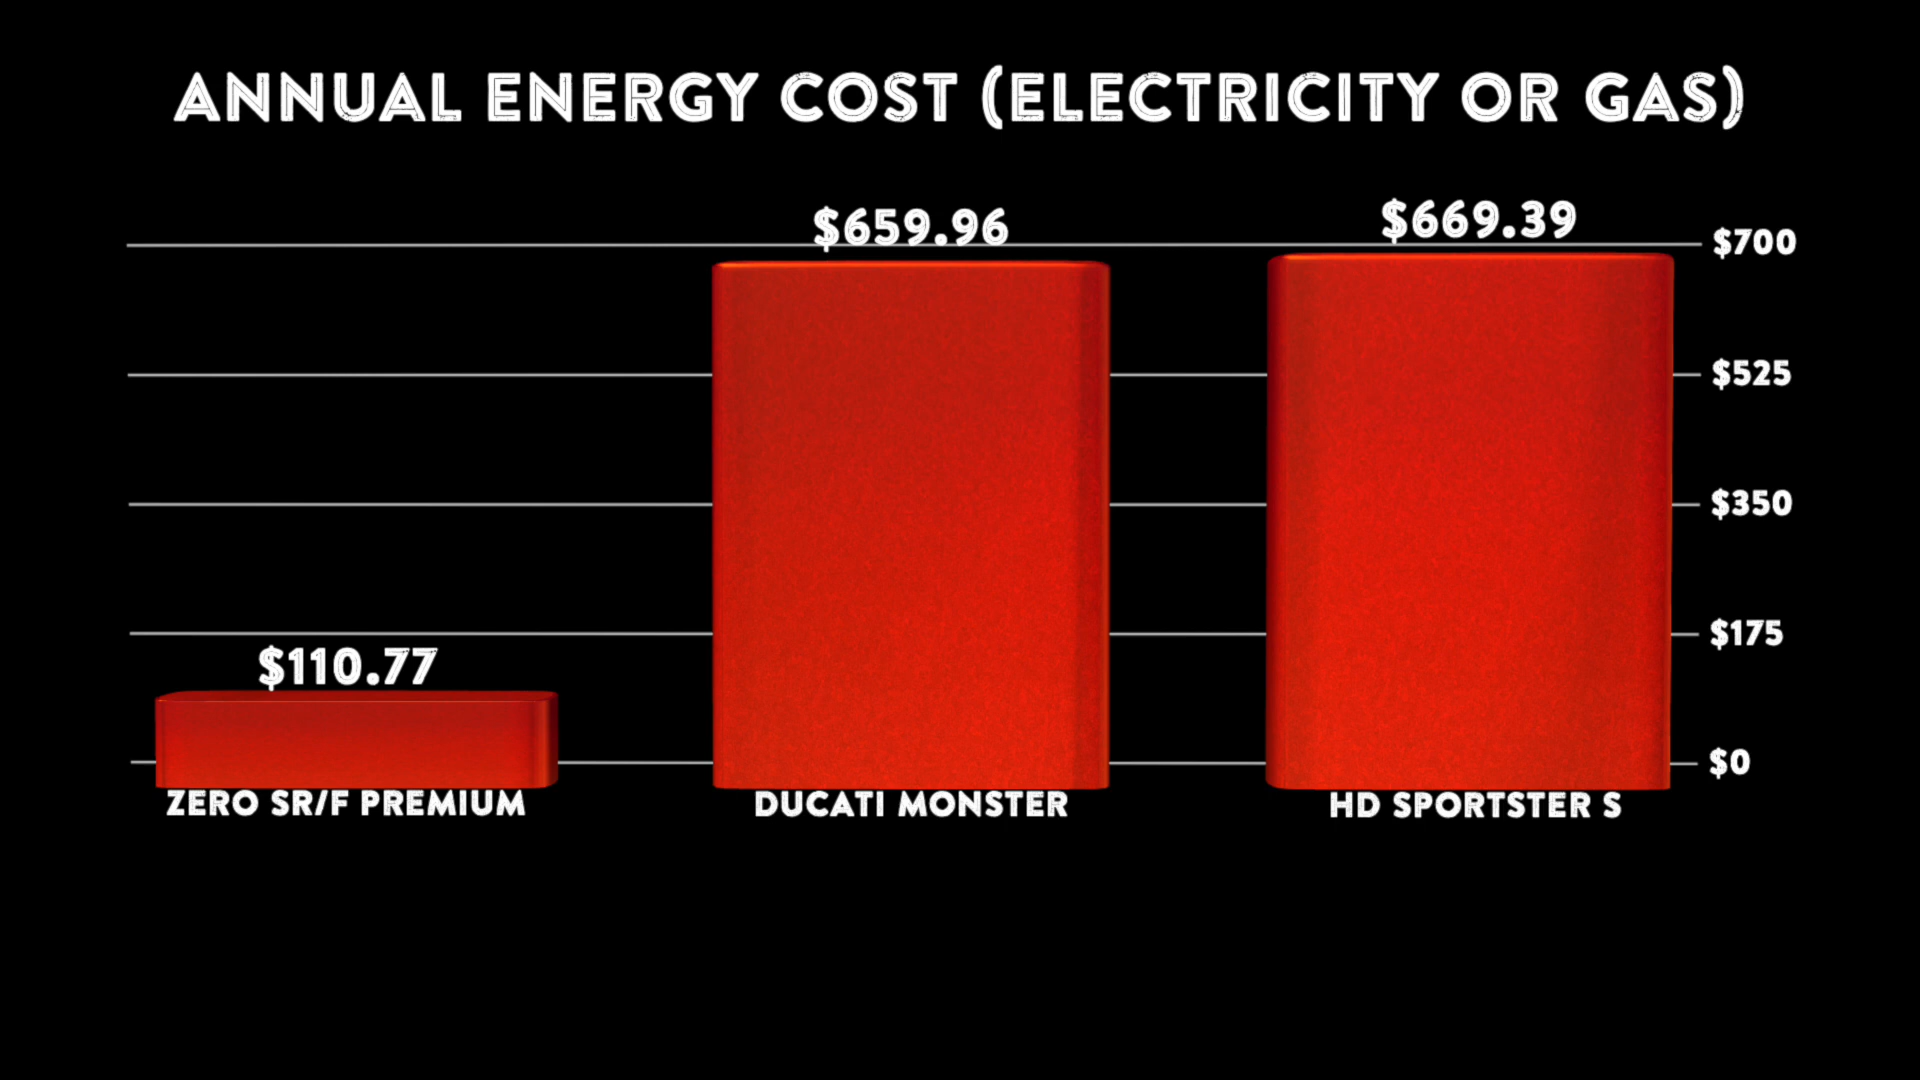 ANNUAL ENERGY COST (ELECTRICITY OR GAS)
$659.96
$669.39
$700
$525
$350
$175
$110.77
$0
ZERO SR/F PREMIUM
DUCATI MONSTER
HD SPORTSTER S